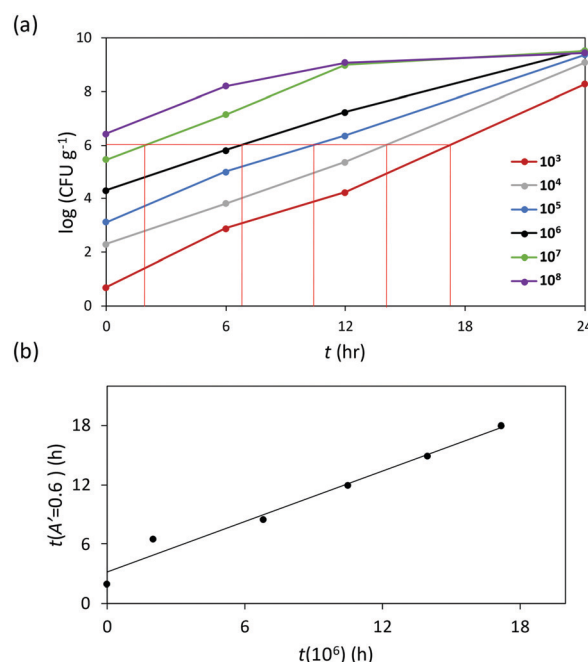 (a)
log (CFU g⁻¹)
10
8
6
4
2
0
10³
10⁴
10⁵
10⁶
10⁷
10⁸
0 6 12 18 24
t (hr)
(b)
t(A′=0.6) (h)
18
12
6
0
0 6 12 18
t(10⁶) (h)